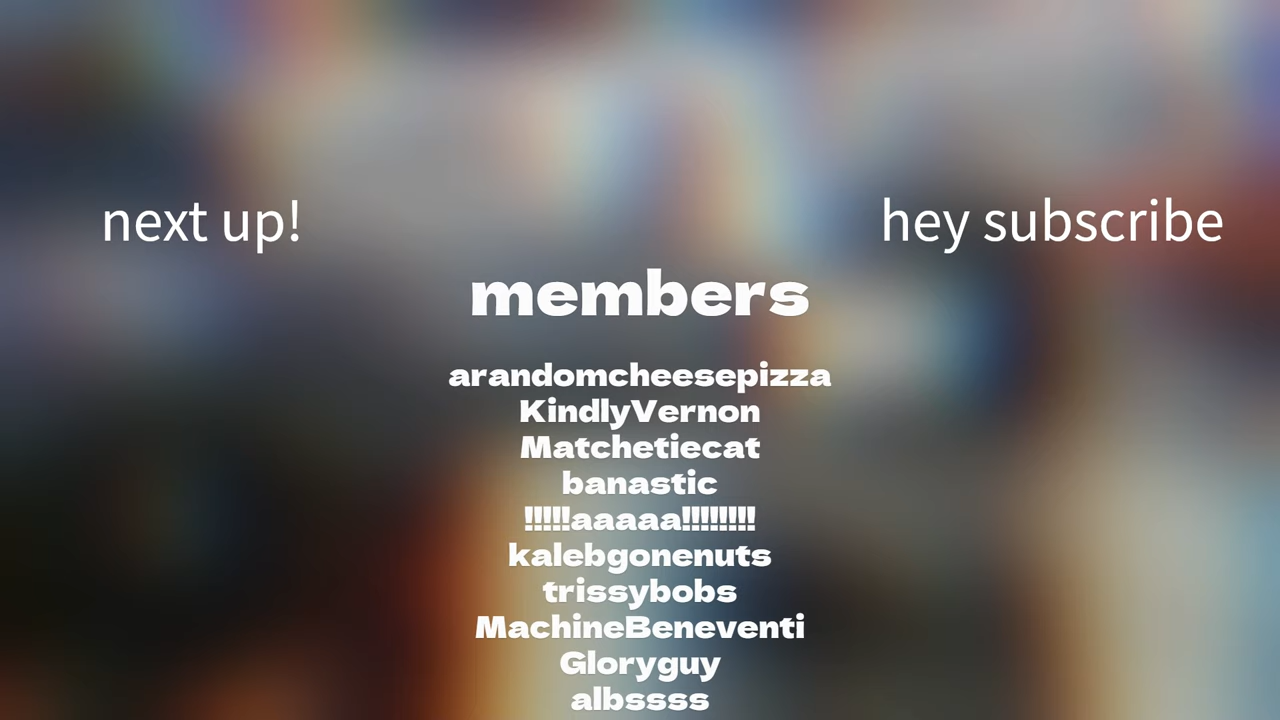 next up!
hey subscribe
members
arandomcheesepizza
KindlyVernon
Matchetiecat
banastic
!!!!!aaaaa!!!!!!!!
kalebgonenuts
trissybobs
MachineBeneventi
Gloryguy
albssss